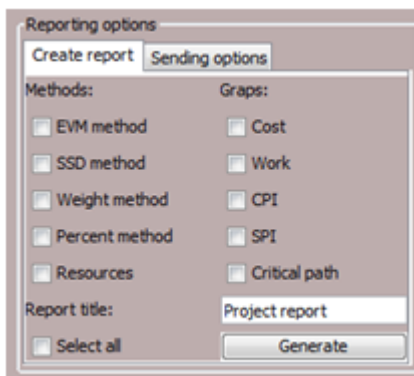 Reporting options
Create report Sending options
Methods: Graps:
EVM method Cost
SSD method Work
Weight method CPI
Percent method SPI
Resources Critical path
Report title: Project report
Select all Generate